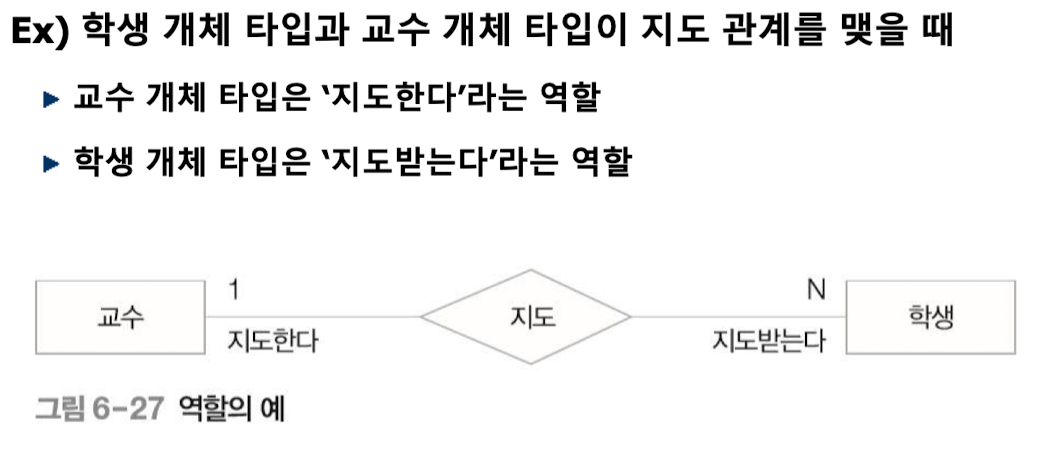 Ex) 학생 개체 타입과 교수 개체 타입이 지도 관계를 맺을 때
▶ 교수 개체 타입은 '지도한다'라는 역할
▶ 학생 개체 타입은 '지도받는다'라는 역할
교수
1
지도한다
지도
N
지도받는다
학생
그림 6-27 역할의 예